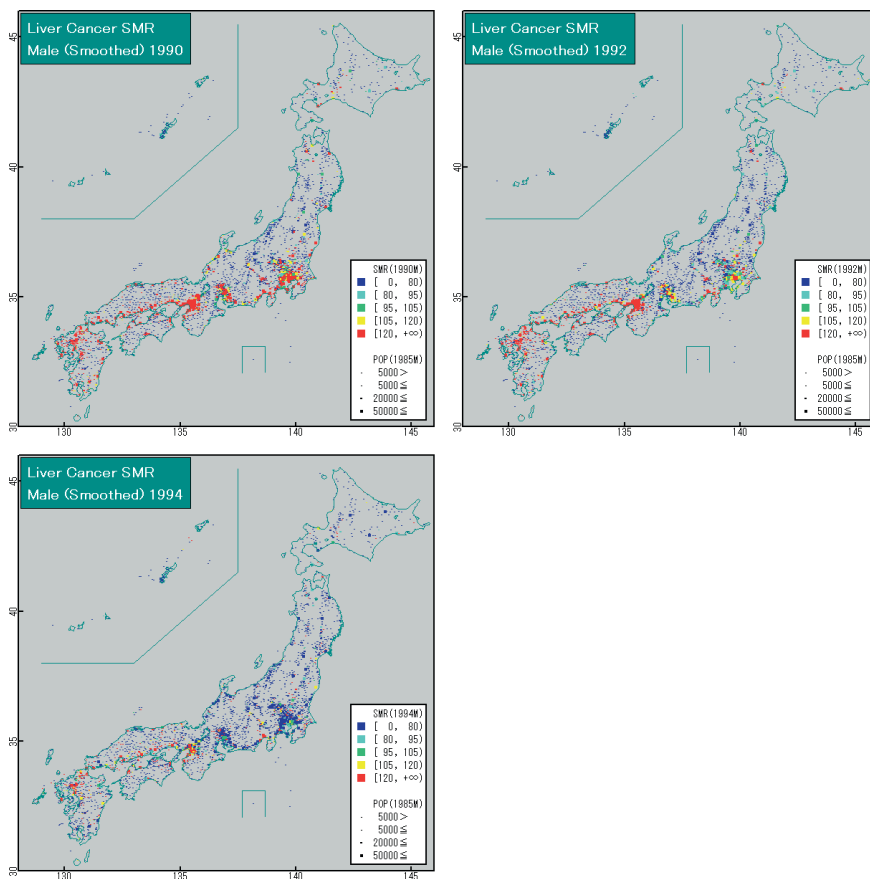 Liver Cancer SMR
Male (Smoothed) 1990
45
40
35
30
130
135
140
145
SMR(1990M)
[ 0, 80)
[ 80, 95)
[ 95, 105)
[105, 120)
[120, +∞)
POP(1985M)
5000>
5000≦
20000≦
50000≦
Liver Cancer SMR
Male (Smoothed) 1992
45
40
35
30
130
135
140
145
SMR(1992M)
[ 0, 80)
[ 80, 95)
[ 95, 105)
[105, 120)
[120, +∞)
POP(1985M)
5000>
5000≦
20000≦
50000≦
Liver Cancer SMR
Male (Smoothed) 1994
45
40
35
30
130
135
140
145
SMR(1994M)
[ 0, 80)
[ 80, 95)
[ 95, 105)
[105, 120)
[120, +∞)
POP(1985M)
5000>
5000≦
20000≦
50000≦